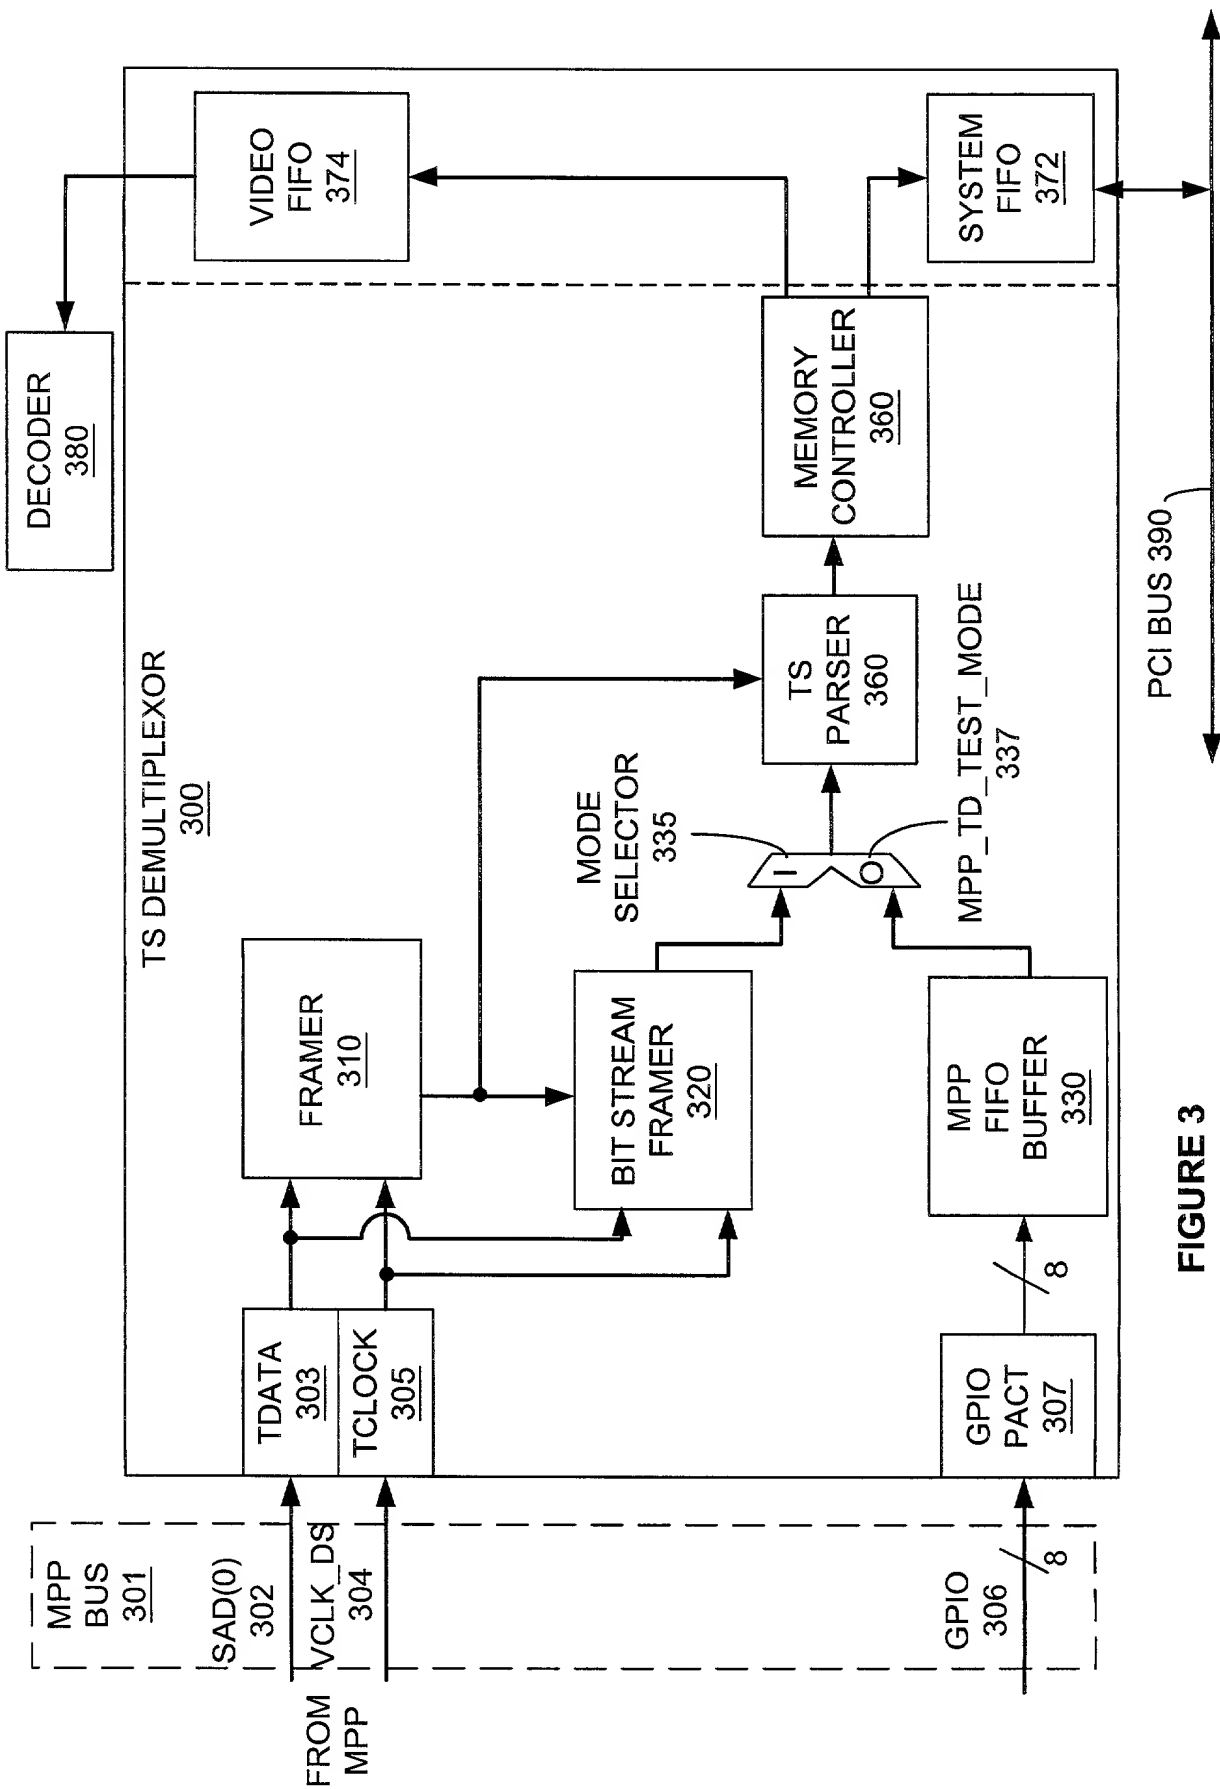 MPP
BUS
301
SAD(0)
302
FROM
MPP
VCLK_DS
304
GPIO
306
8
TS DEMULTIPLEXOR
300
TDATA
303
TCLOCK
305
GPIO
PACT
307
8
FRAMER
310
BIT STREAM
FRAMER
320
MPP
FIFO
BUFFER
330
MODE
SELECTOR
335
I
O
MPP_TD_TEST_MODE
337
TS
PARSER
360
MEMORY
CONTROLLER
360
DECODER
380
VIDEO
FIFO
374
SYSTEM
FIFO
372
PCI BUS 390
FIGURE 3